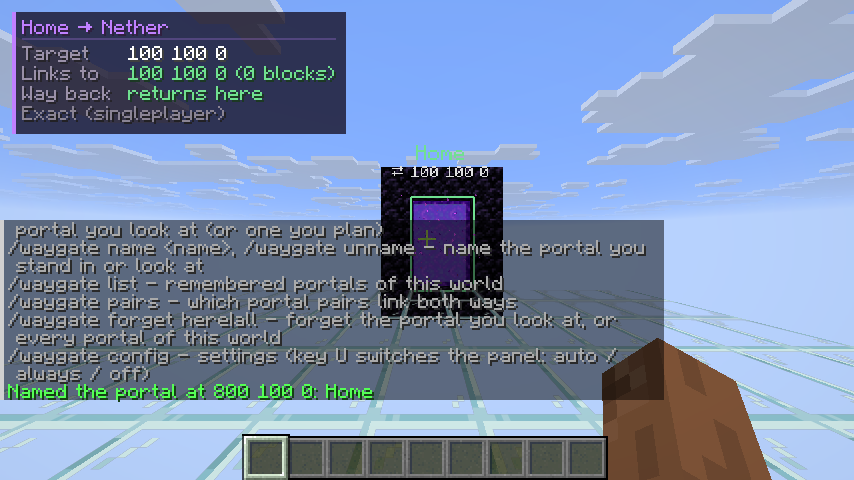 Home → Nether
Target 100 100 0
Links to 100 100 0 (0 blocks)
Way back returns here
Exact (singleplayer)
Home
⇄ 100 100 0
portal you look at (or one you plan)
/waygate name <name>, /waygate unname – name the portal you
stand in or look at
/waygate list – remembered portals of this world
/waygate pairs – which portal pairs link both ways
/waygate forget here|all – forget the portal you look at, or
every portal of this world
/waygate config – settings (key U switches the panel: auto /
always / off)
Named the portal at 800 100 0: Home